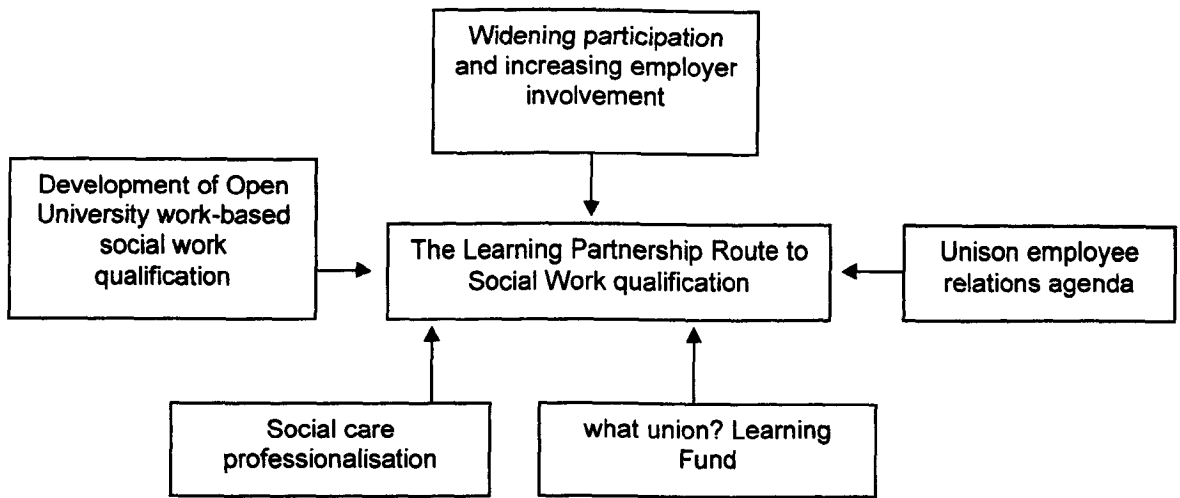 Widening participation
and increasing employer
involvement
Development of Open
University work-based
social work
qualification
The Learning Partnership Route to
Social Work qualification
Unison employee
relations agenda
Social care
professionalisation
what union? Learning
Fund